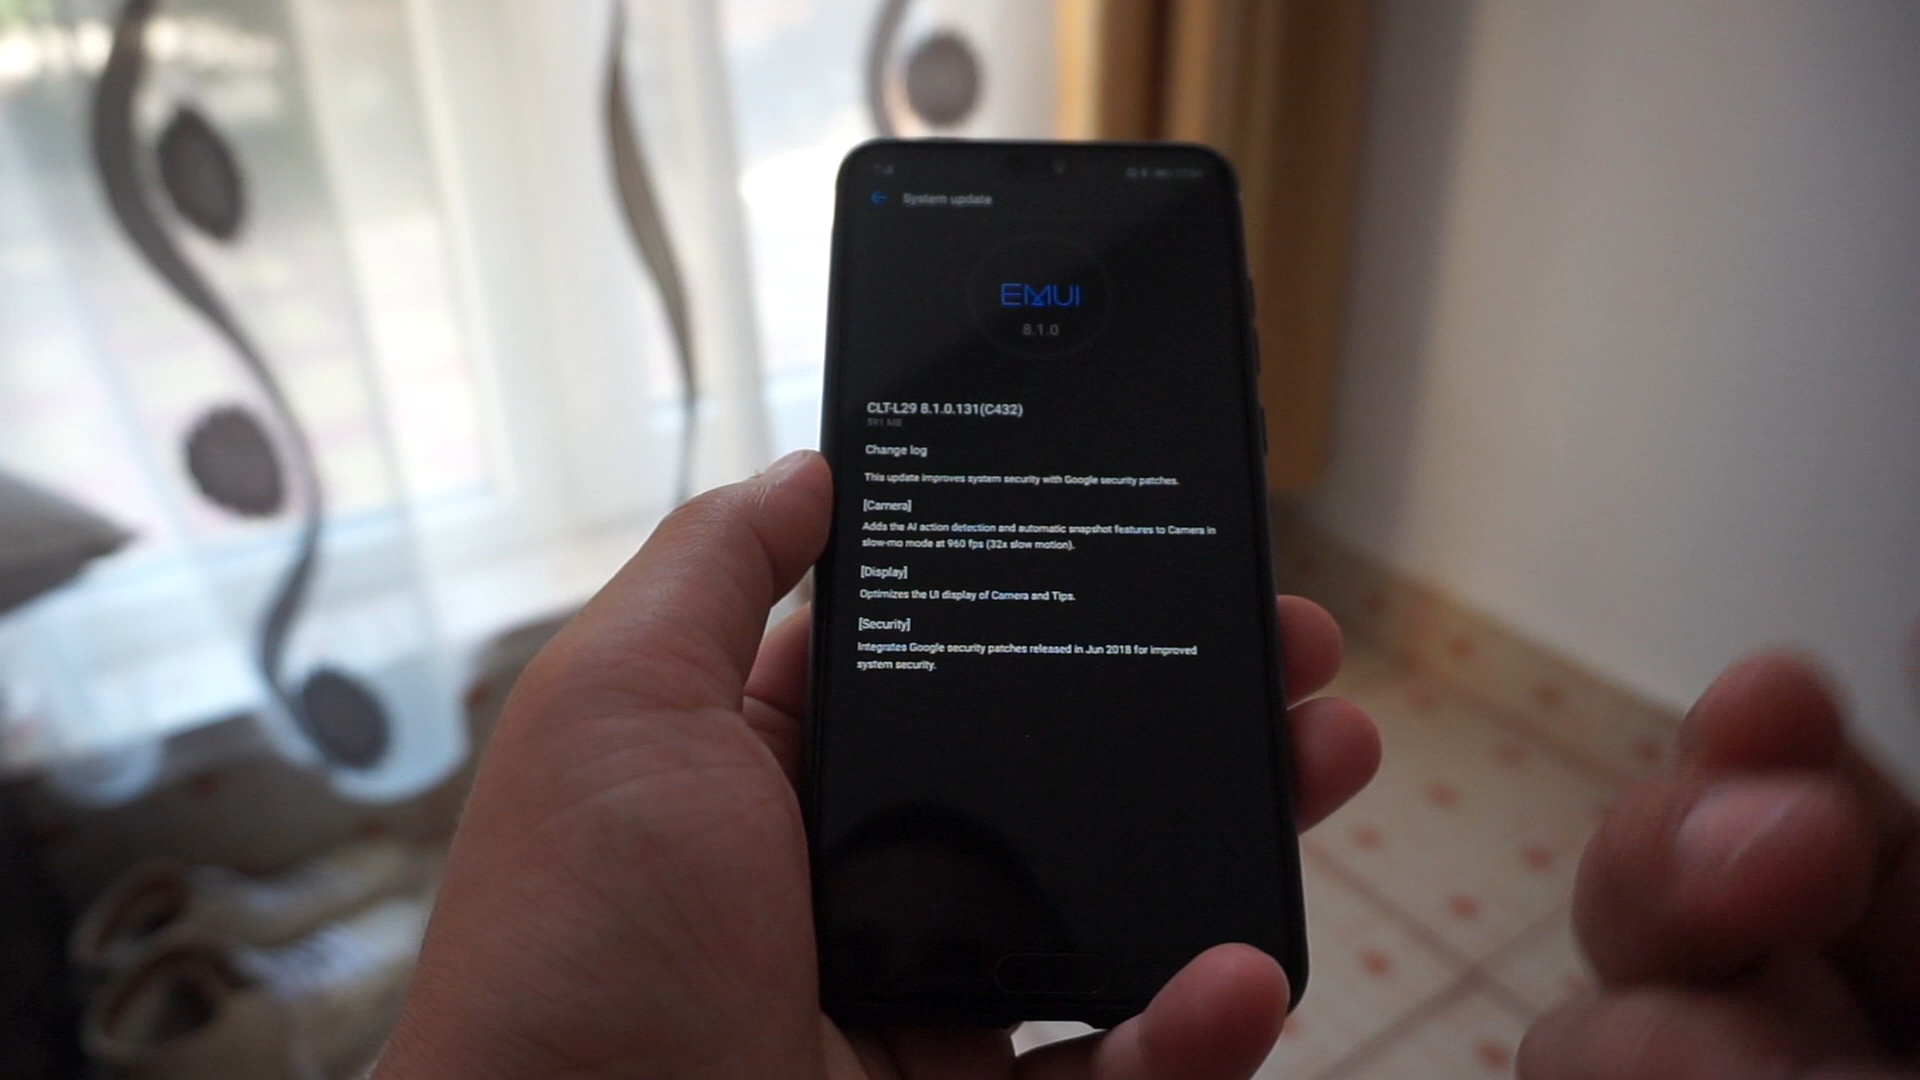 System update
EMUI
8.1.0
CLT-L29 8.1.0.131(C432)
591 MB
Change log
This update improves system security with Google security patches.
[Camera]
Adds the AI action detection and automatic snapshot features to Camera in
slow-mo mode at 960 fps (32x slow motion).
[Display]
Optimizes the UI display of Camera and Tips.
[Security]
Integrates Google security patches released in Jun 2018 for improved
system security.